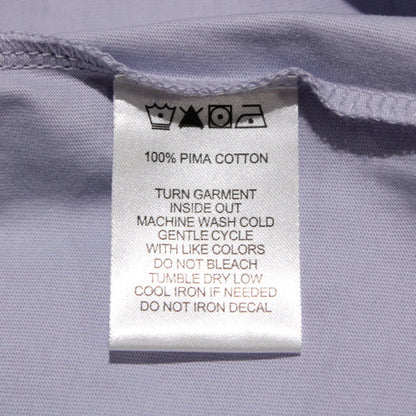 100% PIMA COTTON
TURN GARMENT
INSIDE OUT
MACHINE WASH COLD
GENTLE CYCLE
WITH LIKE COLORS
DO NOT BLEACH
TUMBLE DRY LOW
COOL IRON IF NEEDED
DO NOT IRON DECAL